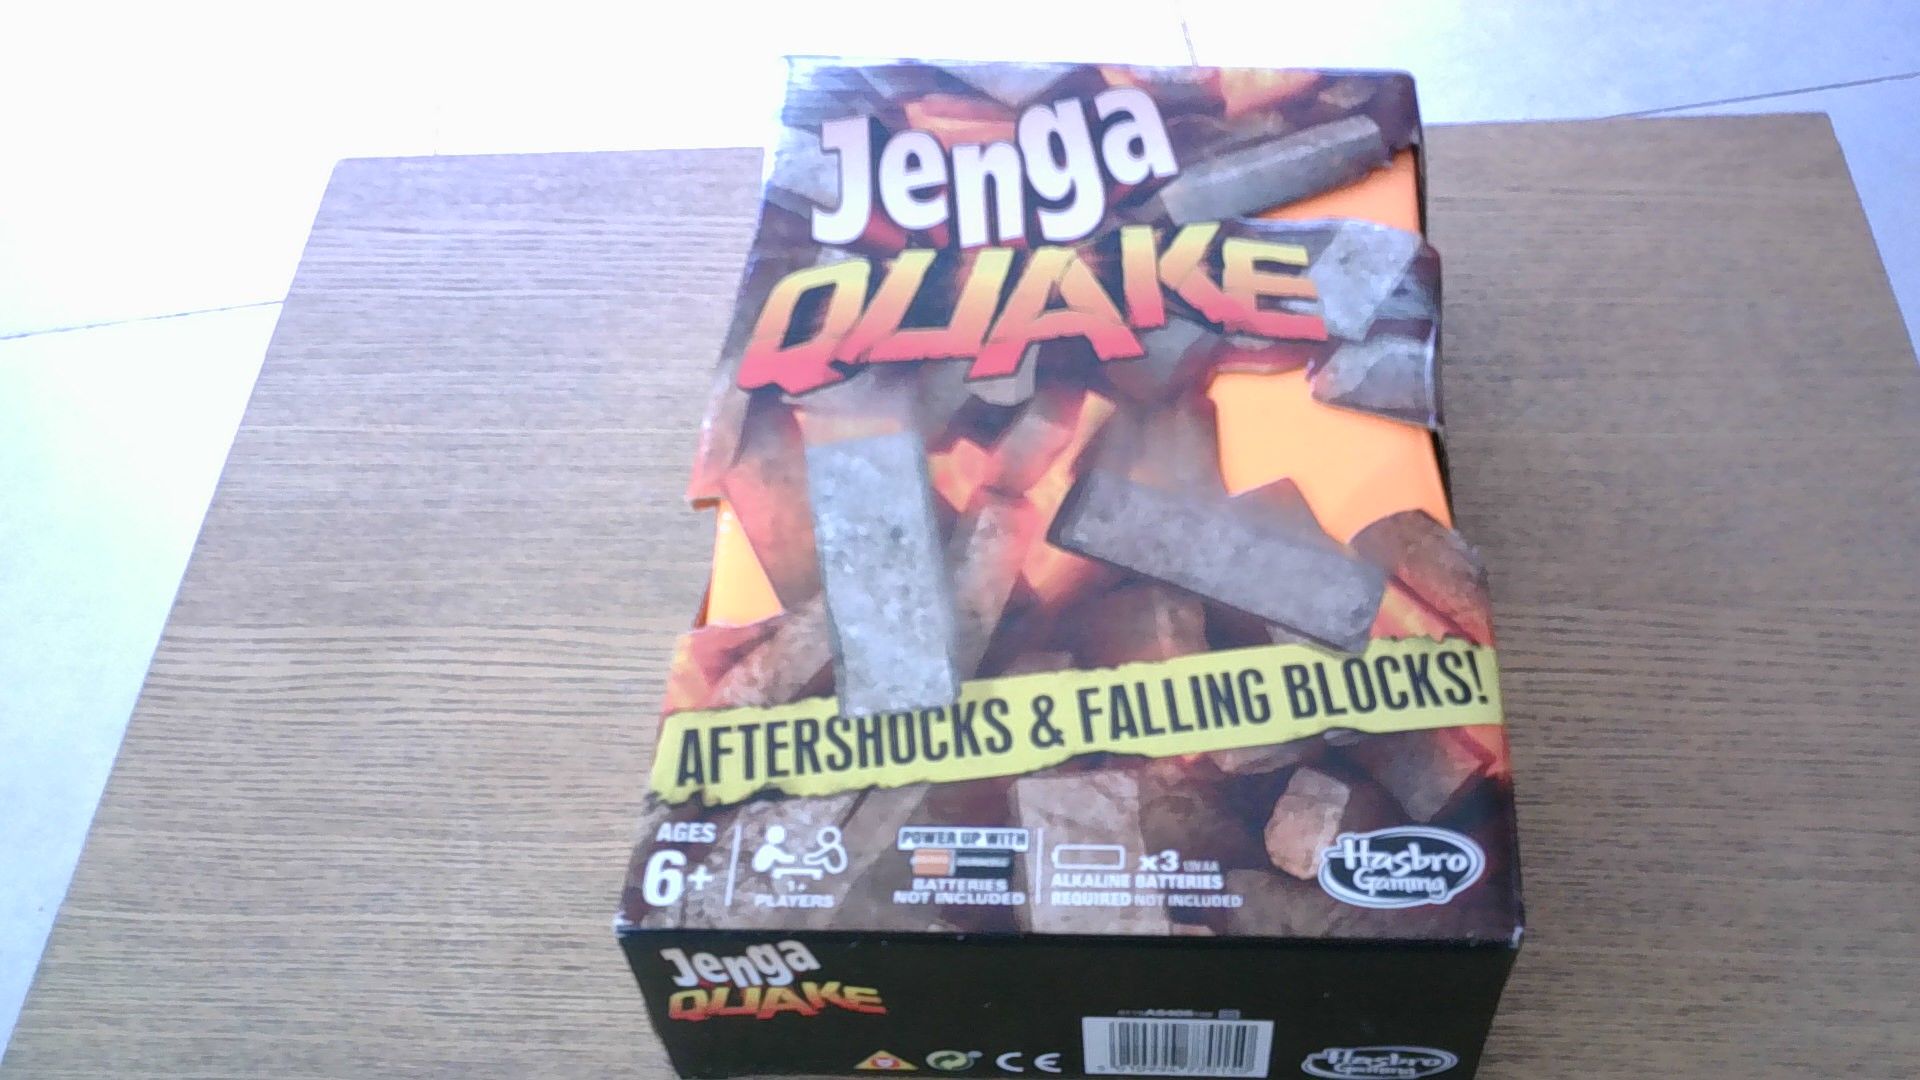 Jenga
QUAKE
AFTERSHOCKS & FALLING BLOCKS!
AGES
6+
1+
PLAYERS
POWER UP WITH
BATTERIES
NOT INCLUDED
x3
ALKALINE BATTERIES
REQUIRED NOT INCLUDED
Hasbro
Gaming
Jenga
QUAKE
CE
Hasbro
Gaming